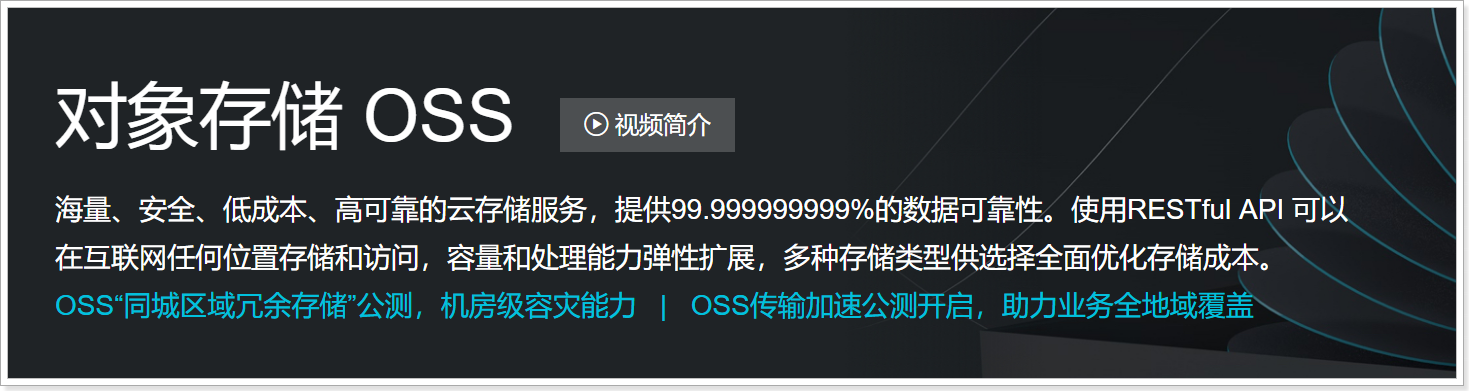 对象存储 OSS
视频简介
海量、安全、低成本、高可靠的云存储服务，提供99.999999999%的数据可靠性。使用RESTful API 可以
在互联网任何位置存储和访问，容量和处理能力弹性扩展，多种存储类型供选择全面优化存储成本。
OSS“同城区域冗余存储”公测，机房级容灾能力 | OSS传输加速公测开启，助力业务全地域覆盖